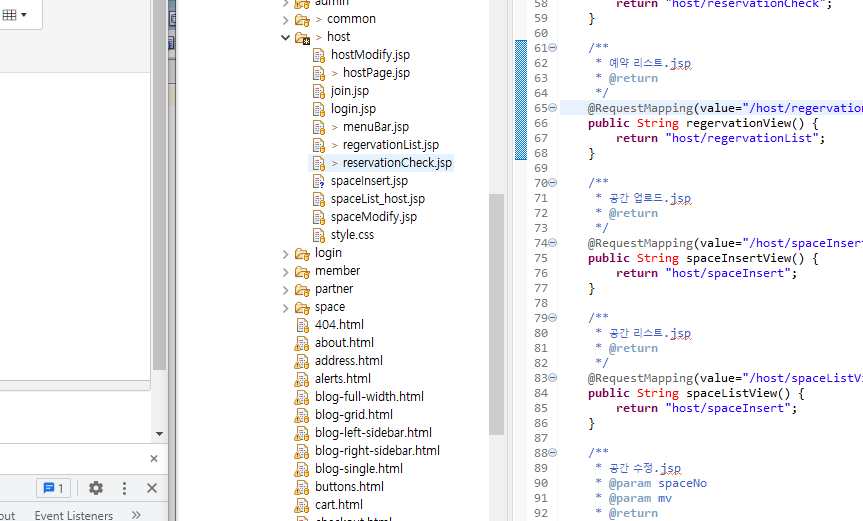 admin
> common
> host
hostModify.jsp
> hostPage.jsp
join.jsp
login.jsp
> menuBar.jsp
> regervationList.jsp
> reservationCheck.jsp
spaceInsert.jsp
spaceList_host.jsp
spaceModify.jsp
style.css
login
member
partner
space
404.html
about.html
address.html
alerts.html
blog-full-width.html
blog-grid.html
blog-left-sidebar.html
blog-right-sidebar.html
blog-single.html
buttons.html
cart.html
checkout.html
1
out Event Listeners »
58 return "host/reservationCheck";
59 }
60
61 /**
62 * 예약 리스트.jsp
63 * @return
64 */
65 @RequestMapping(value="/host/regervation
66 public String regervationView() {
67 return "host/regervationList";
68 }
69
70 /**
71 * 공간 업로드.jsp
72 * @return
73 */
74 @RequestMapping(value="/host/spaceInsert
75 public String spaceInsertView() {
76 return "host/spaceInsert";
77 }
78
79 /**
80 * 공간 리스트.jsp
81 * @return
82 */
83 @RequestMapping(value="/host/spaceListVi
84 public String spaceListView() {
85 return "host/spaceInsert";
86 }
87
88 /**
89 * 공간 수정.jsp
90 * @param spaceNo
91 * @param mv
92 * @return